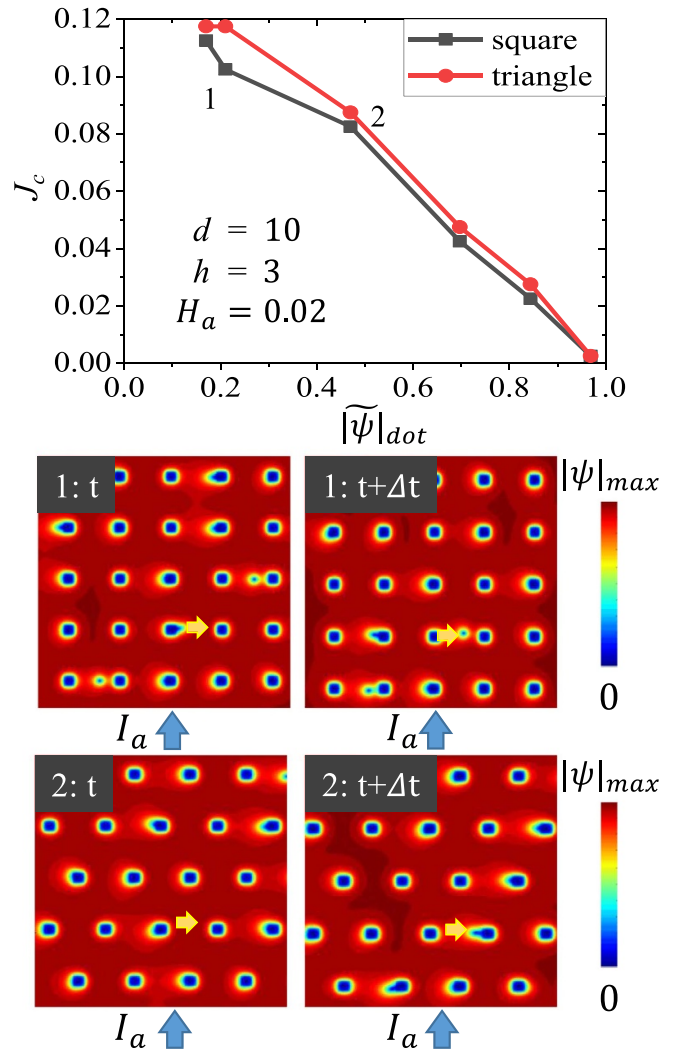 0.12
0.10
0.08
0.06
0.04
0.02
0.00
J_c
square
triangle
1
2
d = 10
h = 3
H_a = 0.02
0.0 0.2 0.4 0.6 0.8 1.0
|ψ̃|_dot
1: t
1: t+Δt
|ψ|_max
0
I_a
I_a
2: t
2: t+Δt
|ψ|_max
0
I_a
I_a